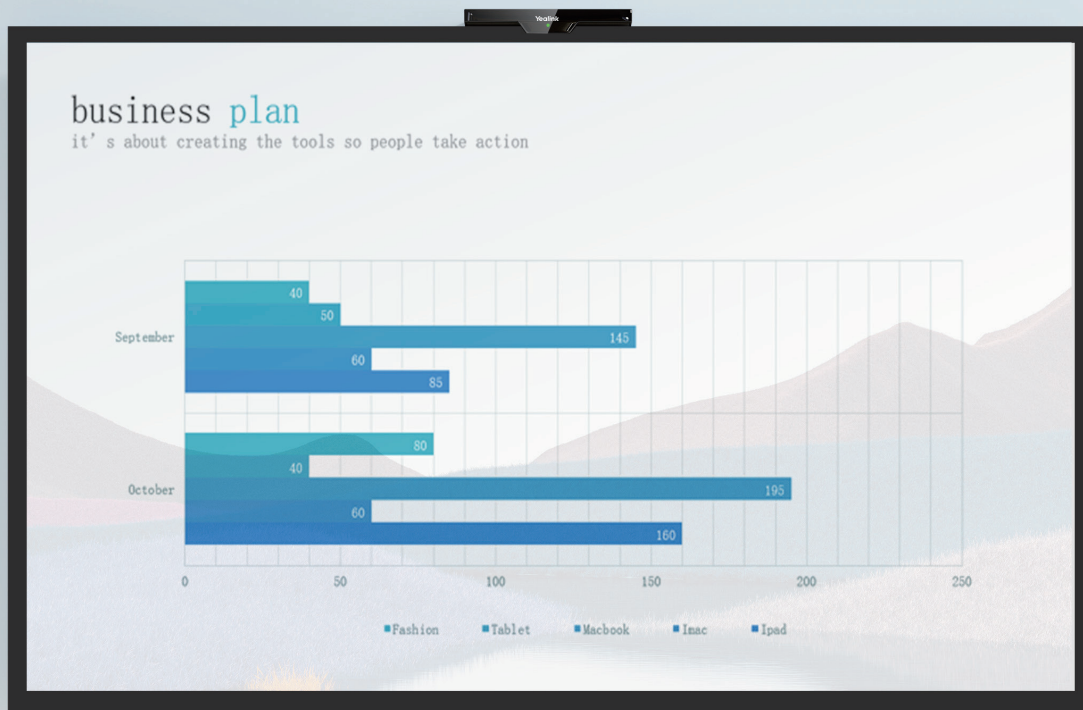 Yealink
business plan
it's about creating the tools so people take action
40
50
September 145
60
85
80
40
October 195
60
160
0 50 100 150 200 250
Fashion Tablet Macbook Imac Ipad